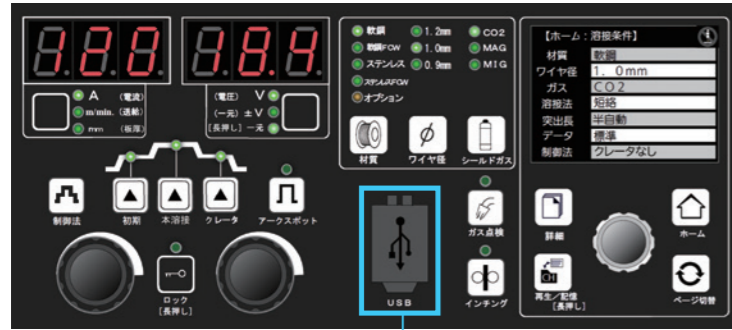 120
18.4
A (電流)
m/min. (送給)
mm (板厚)
(電圧) V
(一元) ±V
[長押し] 一元
軟鋼 1.2mm CO2
軟鋼FCW 1.0mm MAG
ステンレス 0.9mm MIG
ステンレスFCW
オプション
材質 ワイヤ径 シールドガス
【ホーム:溶接条件】
材質 軟鋼
ワイヤ径 1. 0mm
ガス CO2
溶接法 短絡
突出長 半自動
データ 標準
制御法 クレータなし
制御法 初期 本溶接 クレータ アークスポット
ロック
[長押し]
USB
ガス点検
インチング
詳細 ホーム
CH
再生/記憶
[長押し]
ページ切替